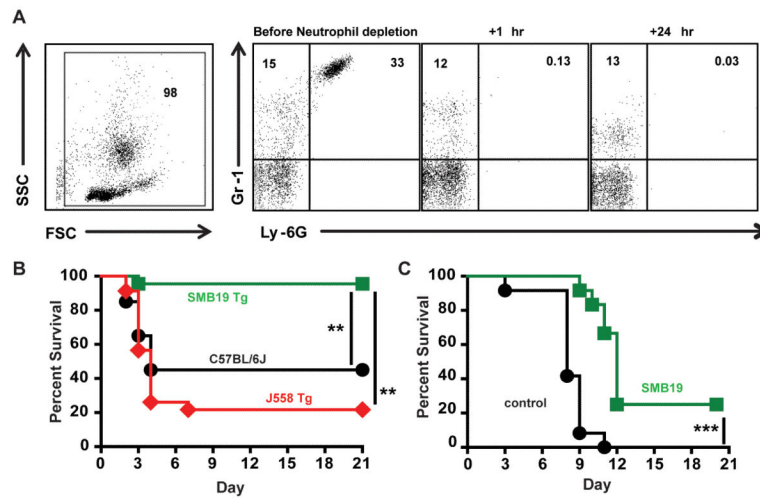 A
Before Neutrophil depletion +1 hr +24 hr
SSC
98
FSC
Gr-1
15 33 12 0.13 13 0.03
Ly-6G
B
Percent Survival
100
80
60
40
20
0
SMB19 Tg
**
C57BL/6J
**
J558 Tg
0 3 6 9 12 15 18 21
Day
C
Percent Survival
100
80
60
40
20
0
control
SMB19
***
0 3 6 9 12 15 18 21
Day